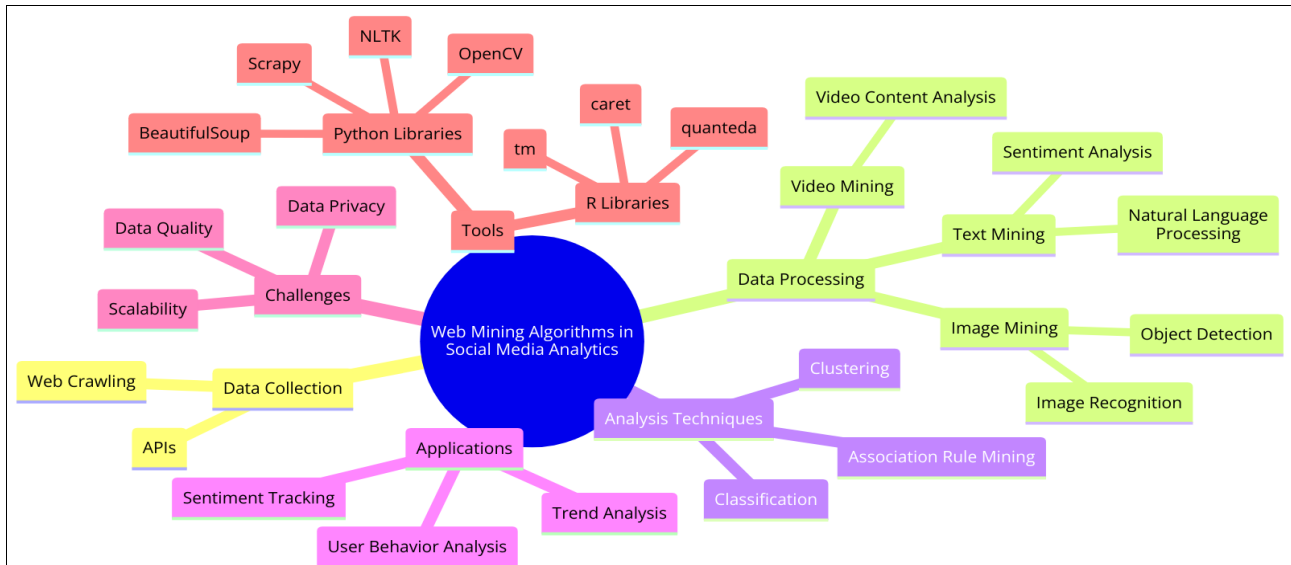 Web Mining Algorithms in
Social Media Analytics
Tools
Python Libraries
BeautifulSoup
Scrapy
NLTK
OpenCV
R Libraries
tm
caret
quanteda
Data Processing
Video Mining
Video Content Analysis
Text Mining
Sentiment Analysis
Natural Language
Processing
Image Mining
Object Detection
Image Recognition
Analysis Techniques
Clustering
Association Rule Mining
Classification
Applications
Trend Analysis
User Behavior Analysis
Sentiment Tracking
Data Collection
Web Crawling
APIs
Challenges
Data Privacy
Data Quality
Scalability